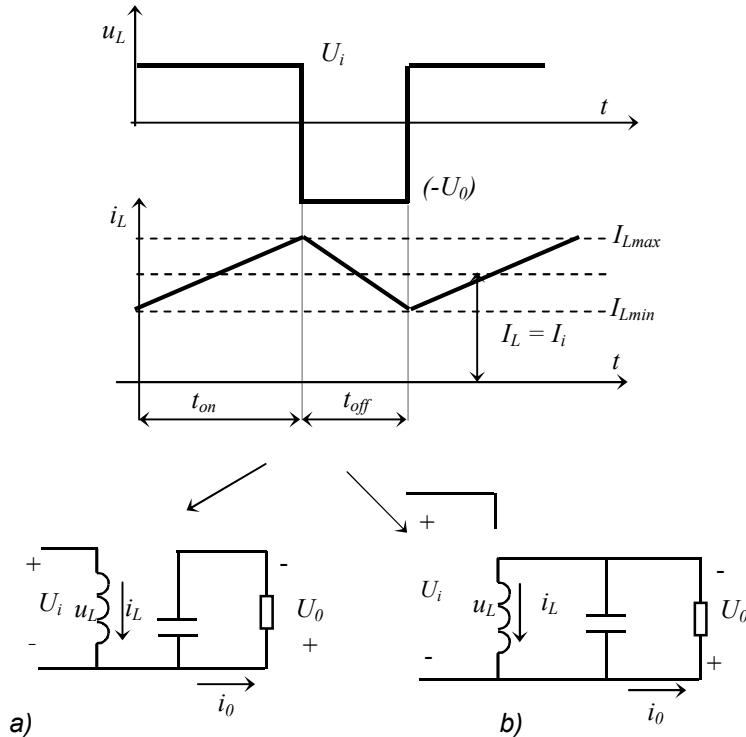 u_L
U_i
t
(-U_0)
i_L
I_Lmax
I_Lmin
I_L = I_i
t
t_on
t_off
+
U_i
u_L
i_L
-
U_0
+
-
i_0
a)
+
U_i
u_L
i_L
-
U_0
+
-
i_0
b)